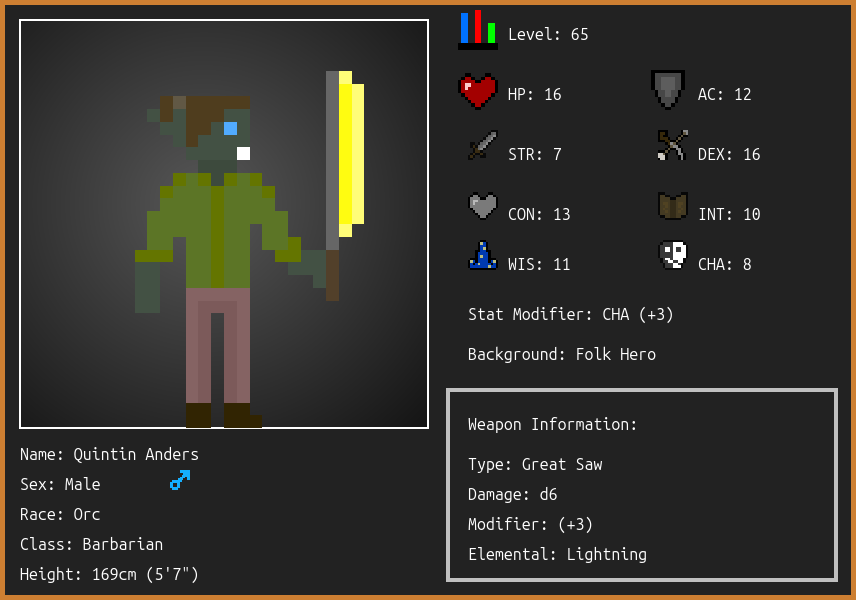 Level: 65
HP: 16
AC: 12
STR: 7
DEX: 16
CON: 13
INT: 10
WIS: 11
CHA: 8
Stat Modifier: CHA (+3)
Background: Folk Hero
Weapon Information:
Type: Great Saw
Damage: d6
Modifier: (+3)
Elemental: Lightning
Name: Quintin Anders
Sex: Male
Race: Orc
Class: Barbarian
Height: 169cm (5'7")